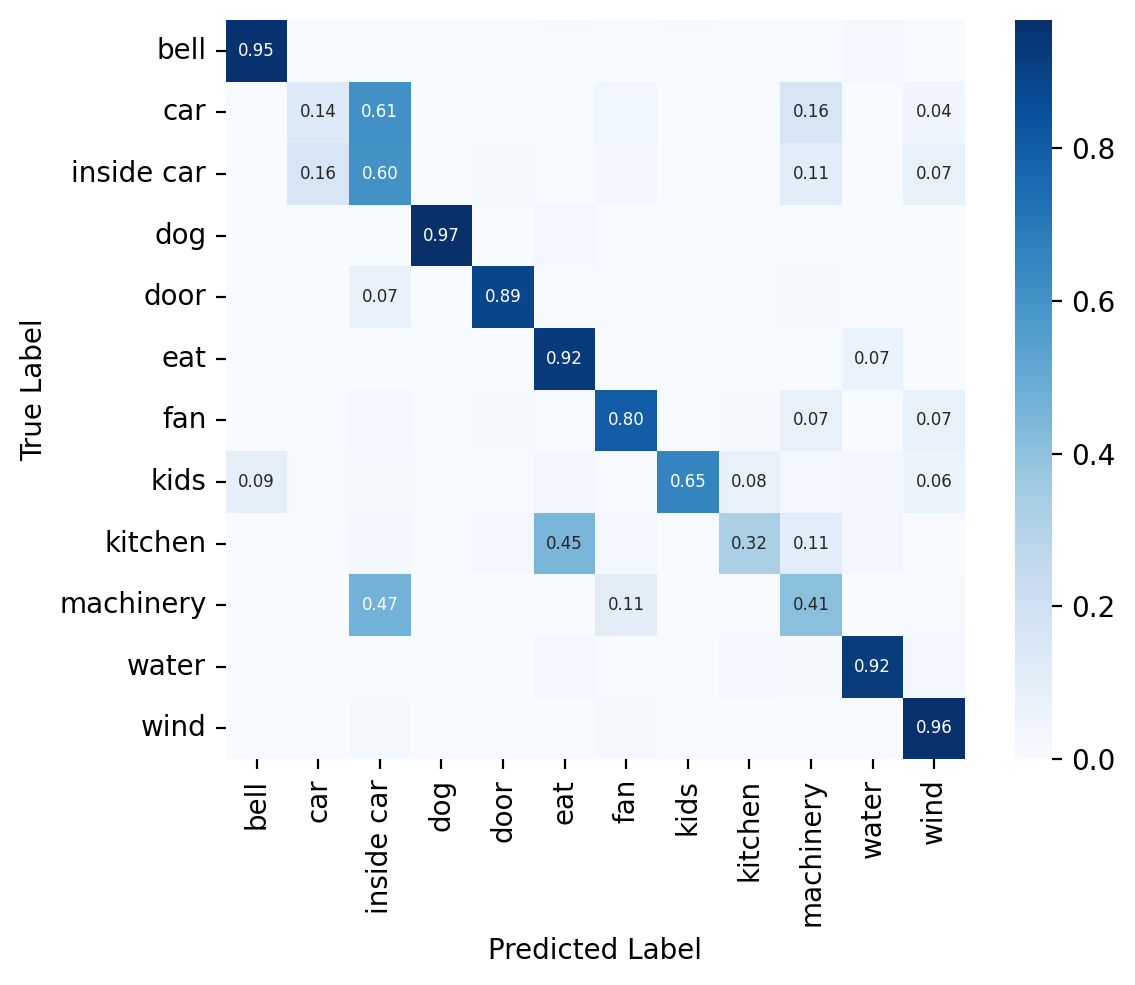 bell 0.95
car 0.14 0.61 0.16 0.04
inside car 0.16 0.60 0.11 0.07
dog 0.97
door 0.07 0.89
eat 0.92 0.07
fan 0.80 0.07 0.07
kids 0.09 0.65 0.08 0.06
kitchen 0.45 0.32 0.11
machinery 0.47 0.11 0.41
water 0.92
wind 0.96
True Label
bell car inside car dog door eat fan kids kitchen machinery water wind
Predicted Label
0.8
0.6
0.4
0.2
0.0